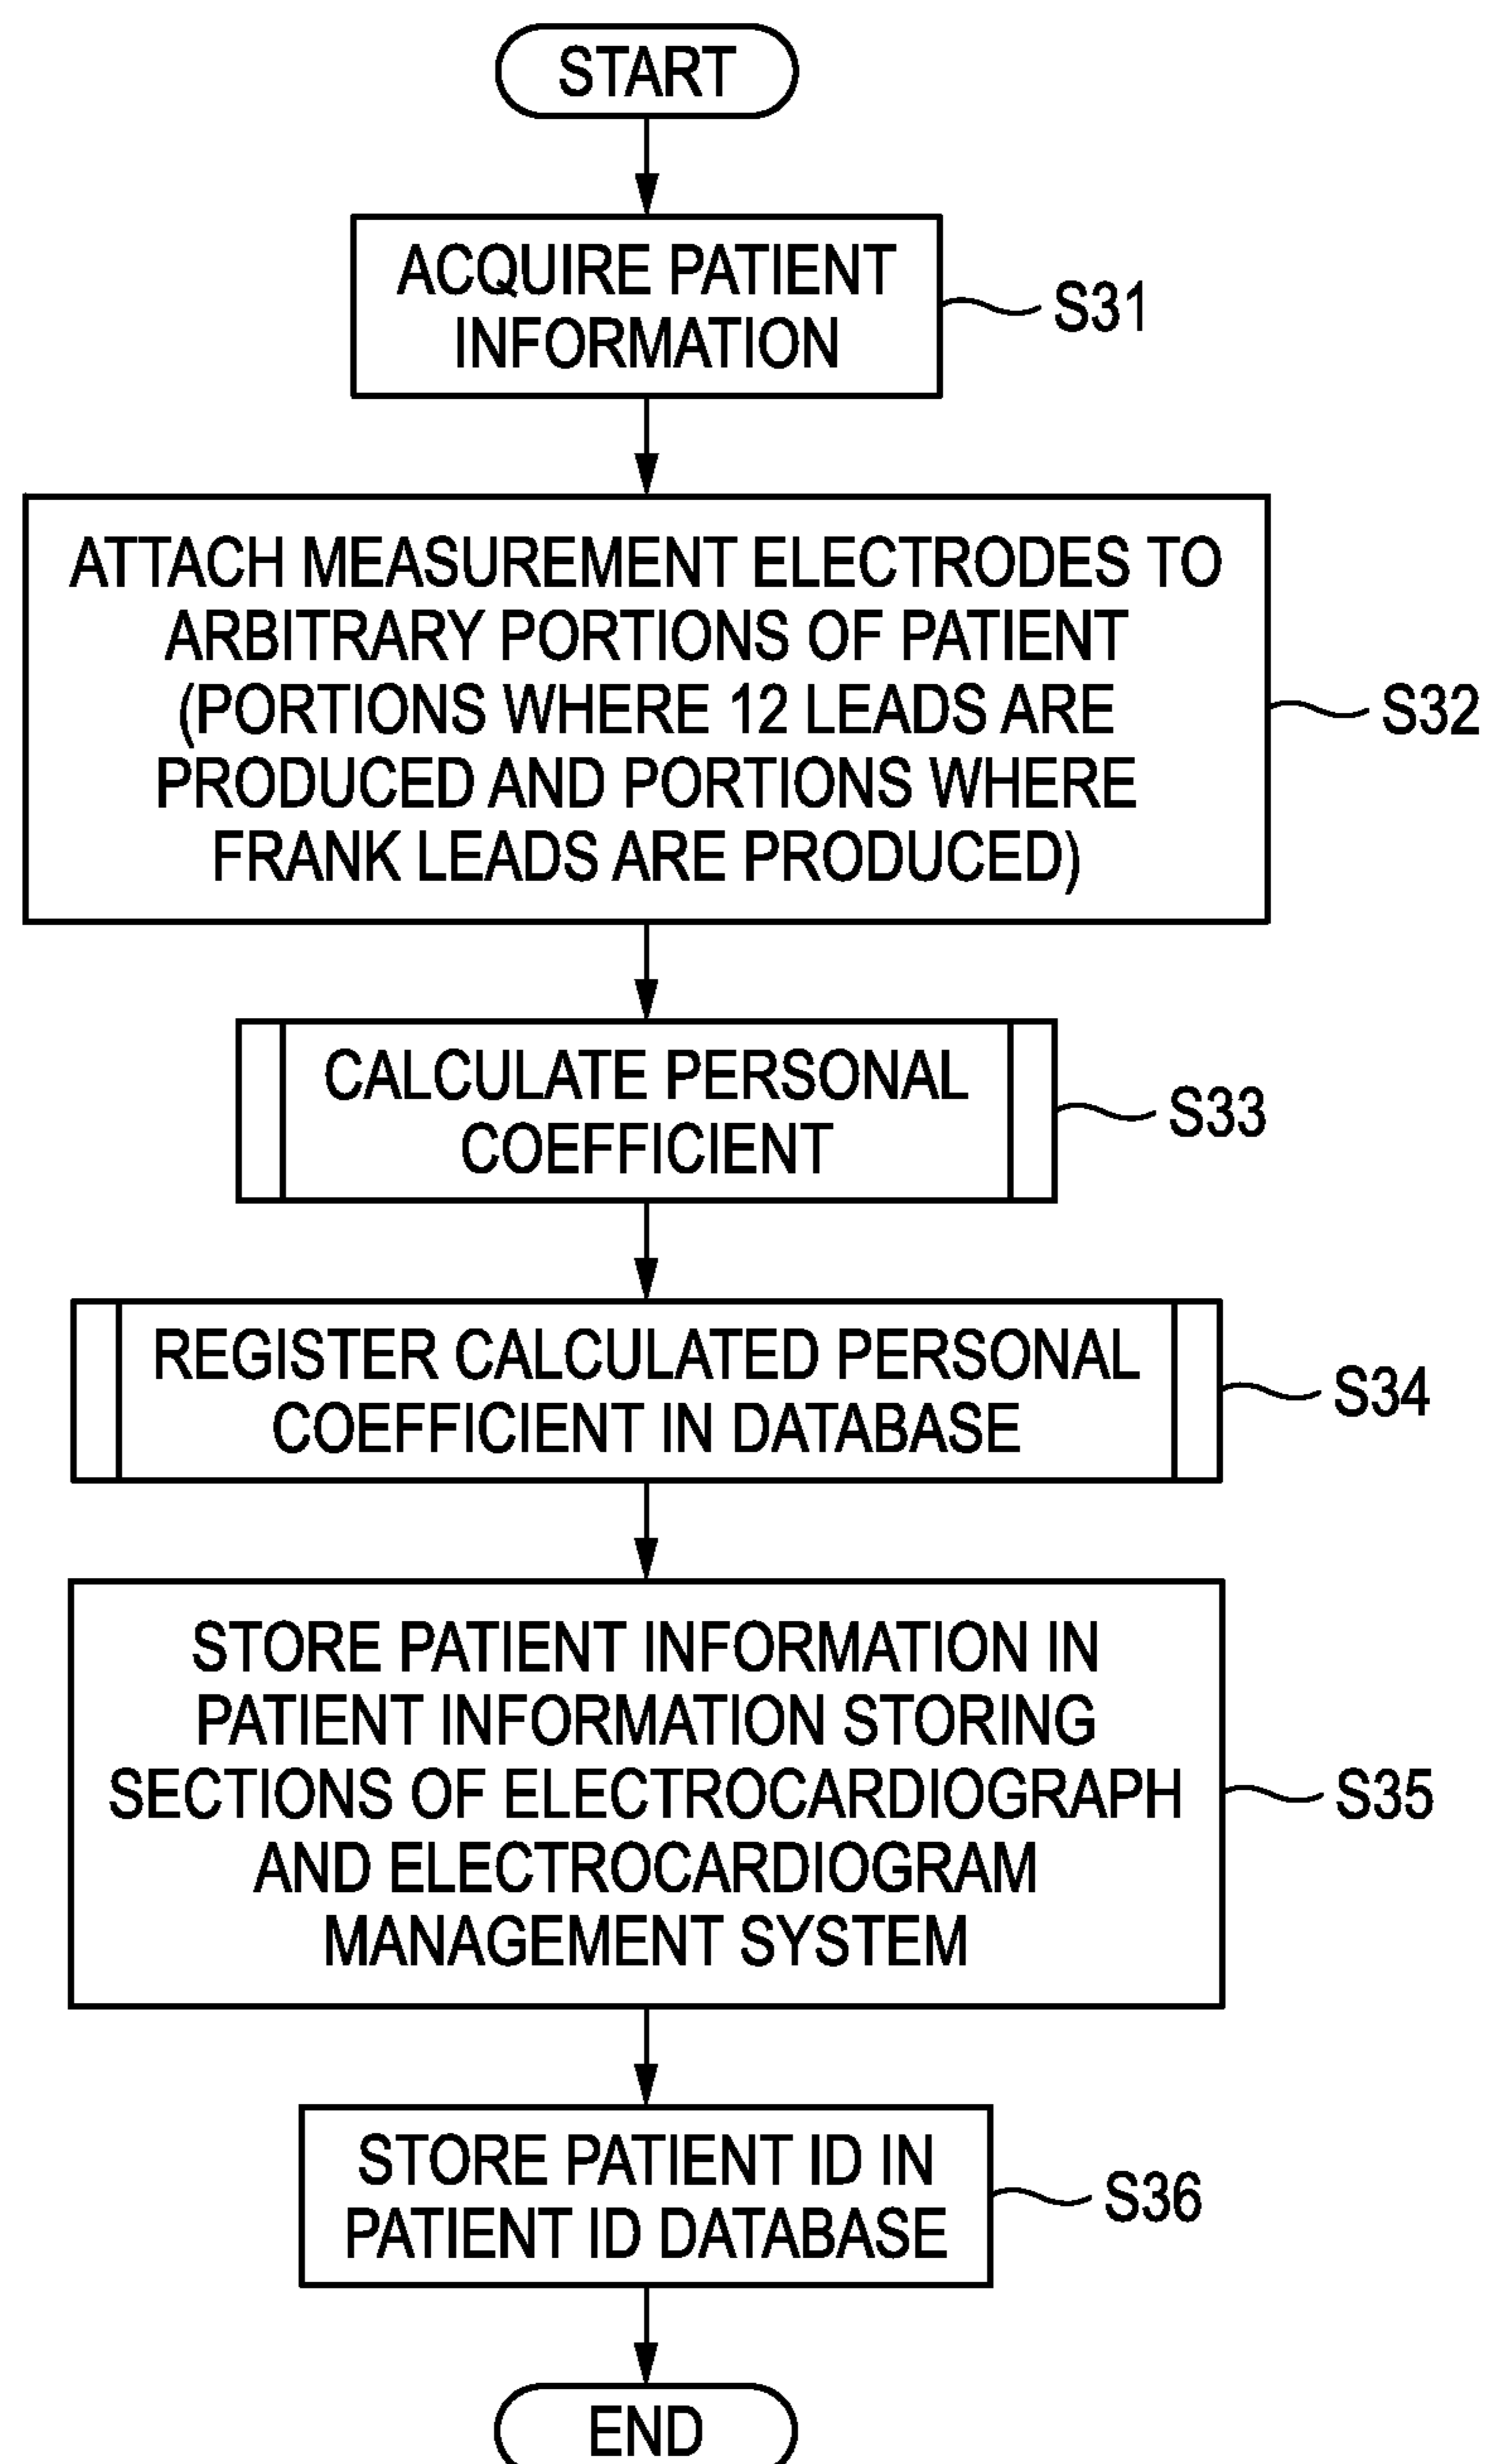 START
ACQUIRE PATIENT
INFORMATION
S31
ATTACH MEASUREMENT ELECTRODES TO
ARBITRARY PORTIONS OF PATIENT
(PORTIONS WHERE 12 LEADS ARE
PRODUCED AND PORTIONS WHERE
FRANK LEADS ARE PRODUCED)
S32
CALCULATE PERSONAL
COEFFICIENT
S33
REGISTER CALCULATED PERSONAL
COEFFICIENT IN DATABASE
S34
STORE PATIENT INFORMATION IN
PATIENT INFORMATION STORING
SECTIONS OF ELECTROCARDIOGRAPH
AND ELECTROCARDIOGRAM
MANAGEMENT SYSTEM
S35
STORE PATIENT ID IN
PATIENT ID DATABASE
S36
END